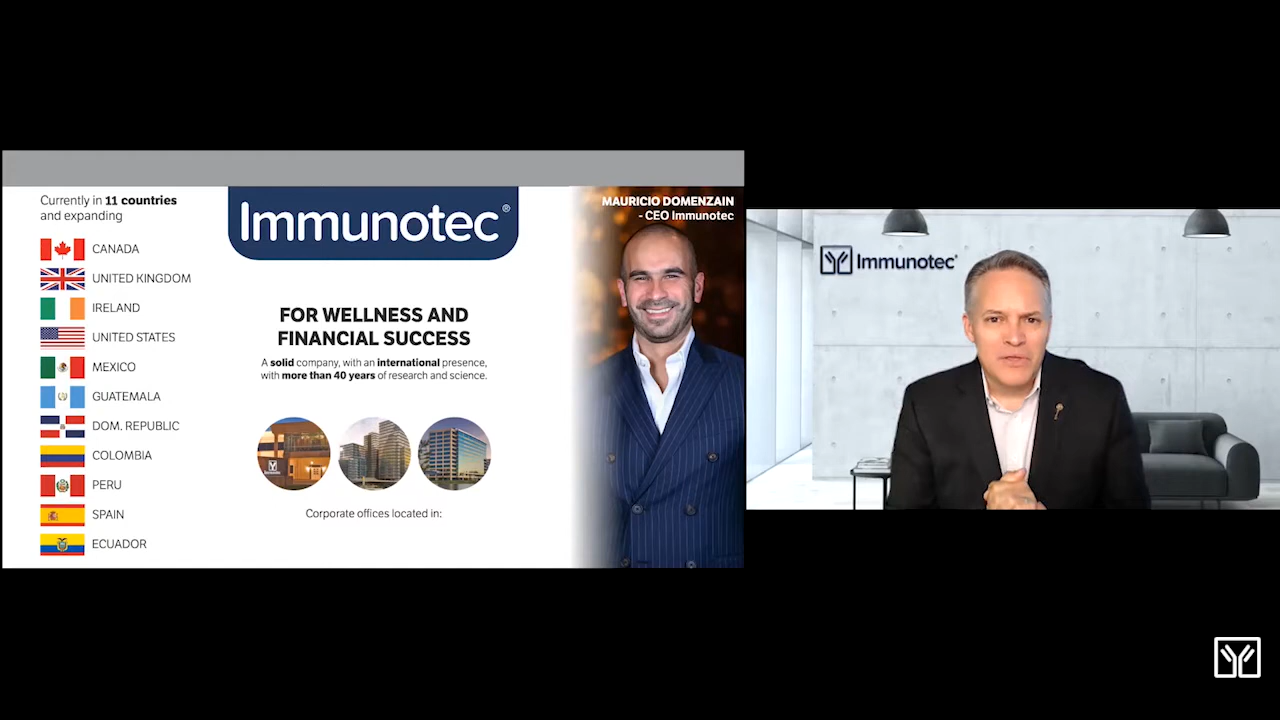 Currently in 11 countries
and expanding
CANADA
UNITED KINGDOM
IRELAND
UNITED STATES
MEXICO
GUATEMALA
DOM. REPUBLIC
COLOMBIA
PERU
SPAIN
ECUADOR
Immunotec®
FOR WELLNESS AND
FINANCIAL SUCCESS
A solid company, with an international presence,
with more than 40 years of research and science.
Corporate offices located in:
MAURICIO DOMENZAIN
- CEO Immunotec
Immunotec®